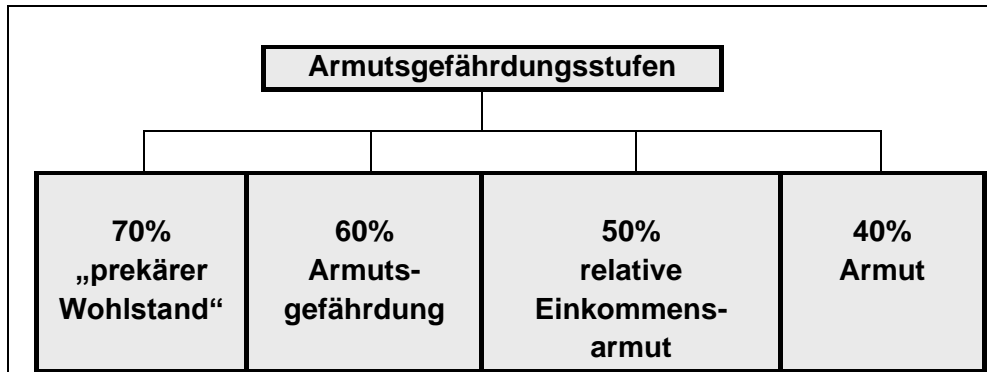 Armutsgefährdungsstufen
70%
„prekärer
Wohlstand“
60%
Armuts-
gefährdung
50%
relative
Einkommens-
armut
40%
Armut